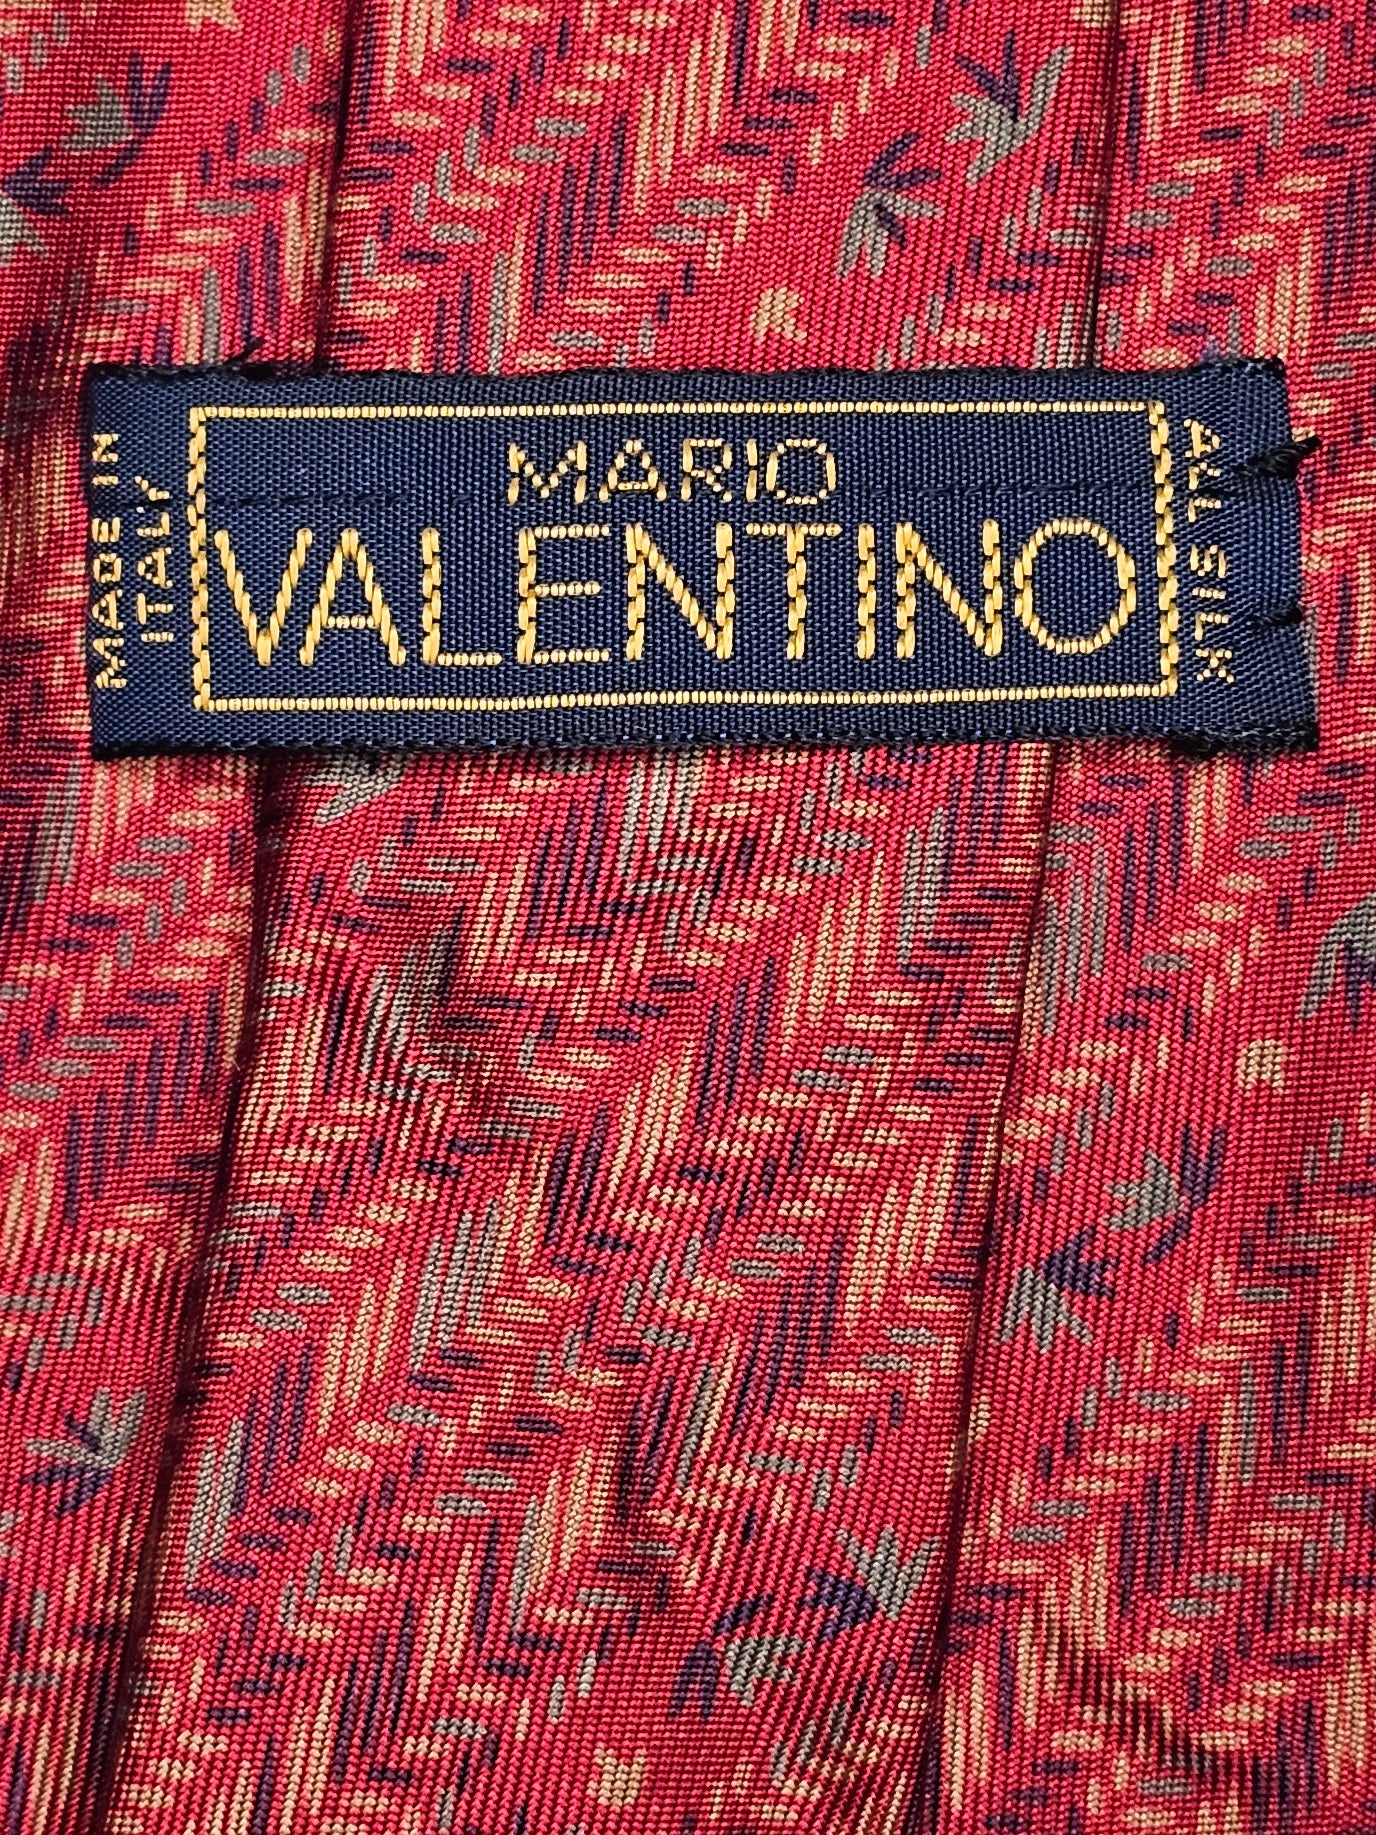 MADE IN
ITALY
MARIO
VALENTINO
ALL SILK